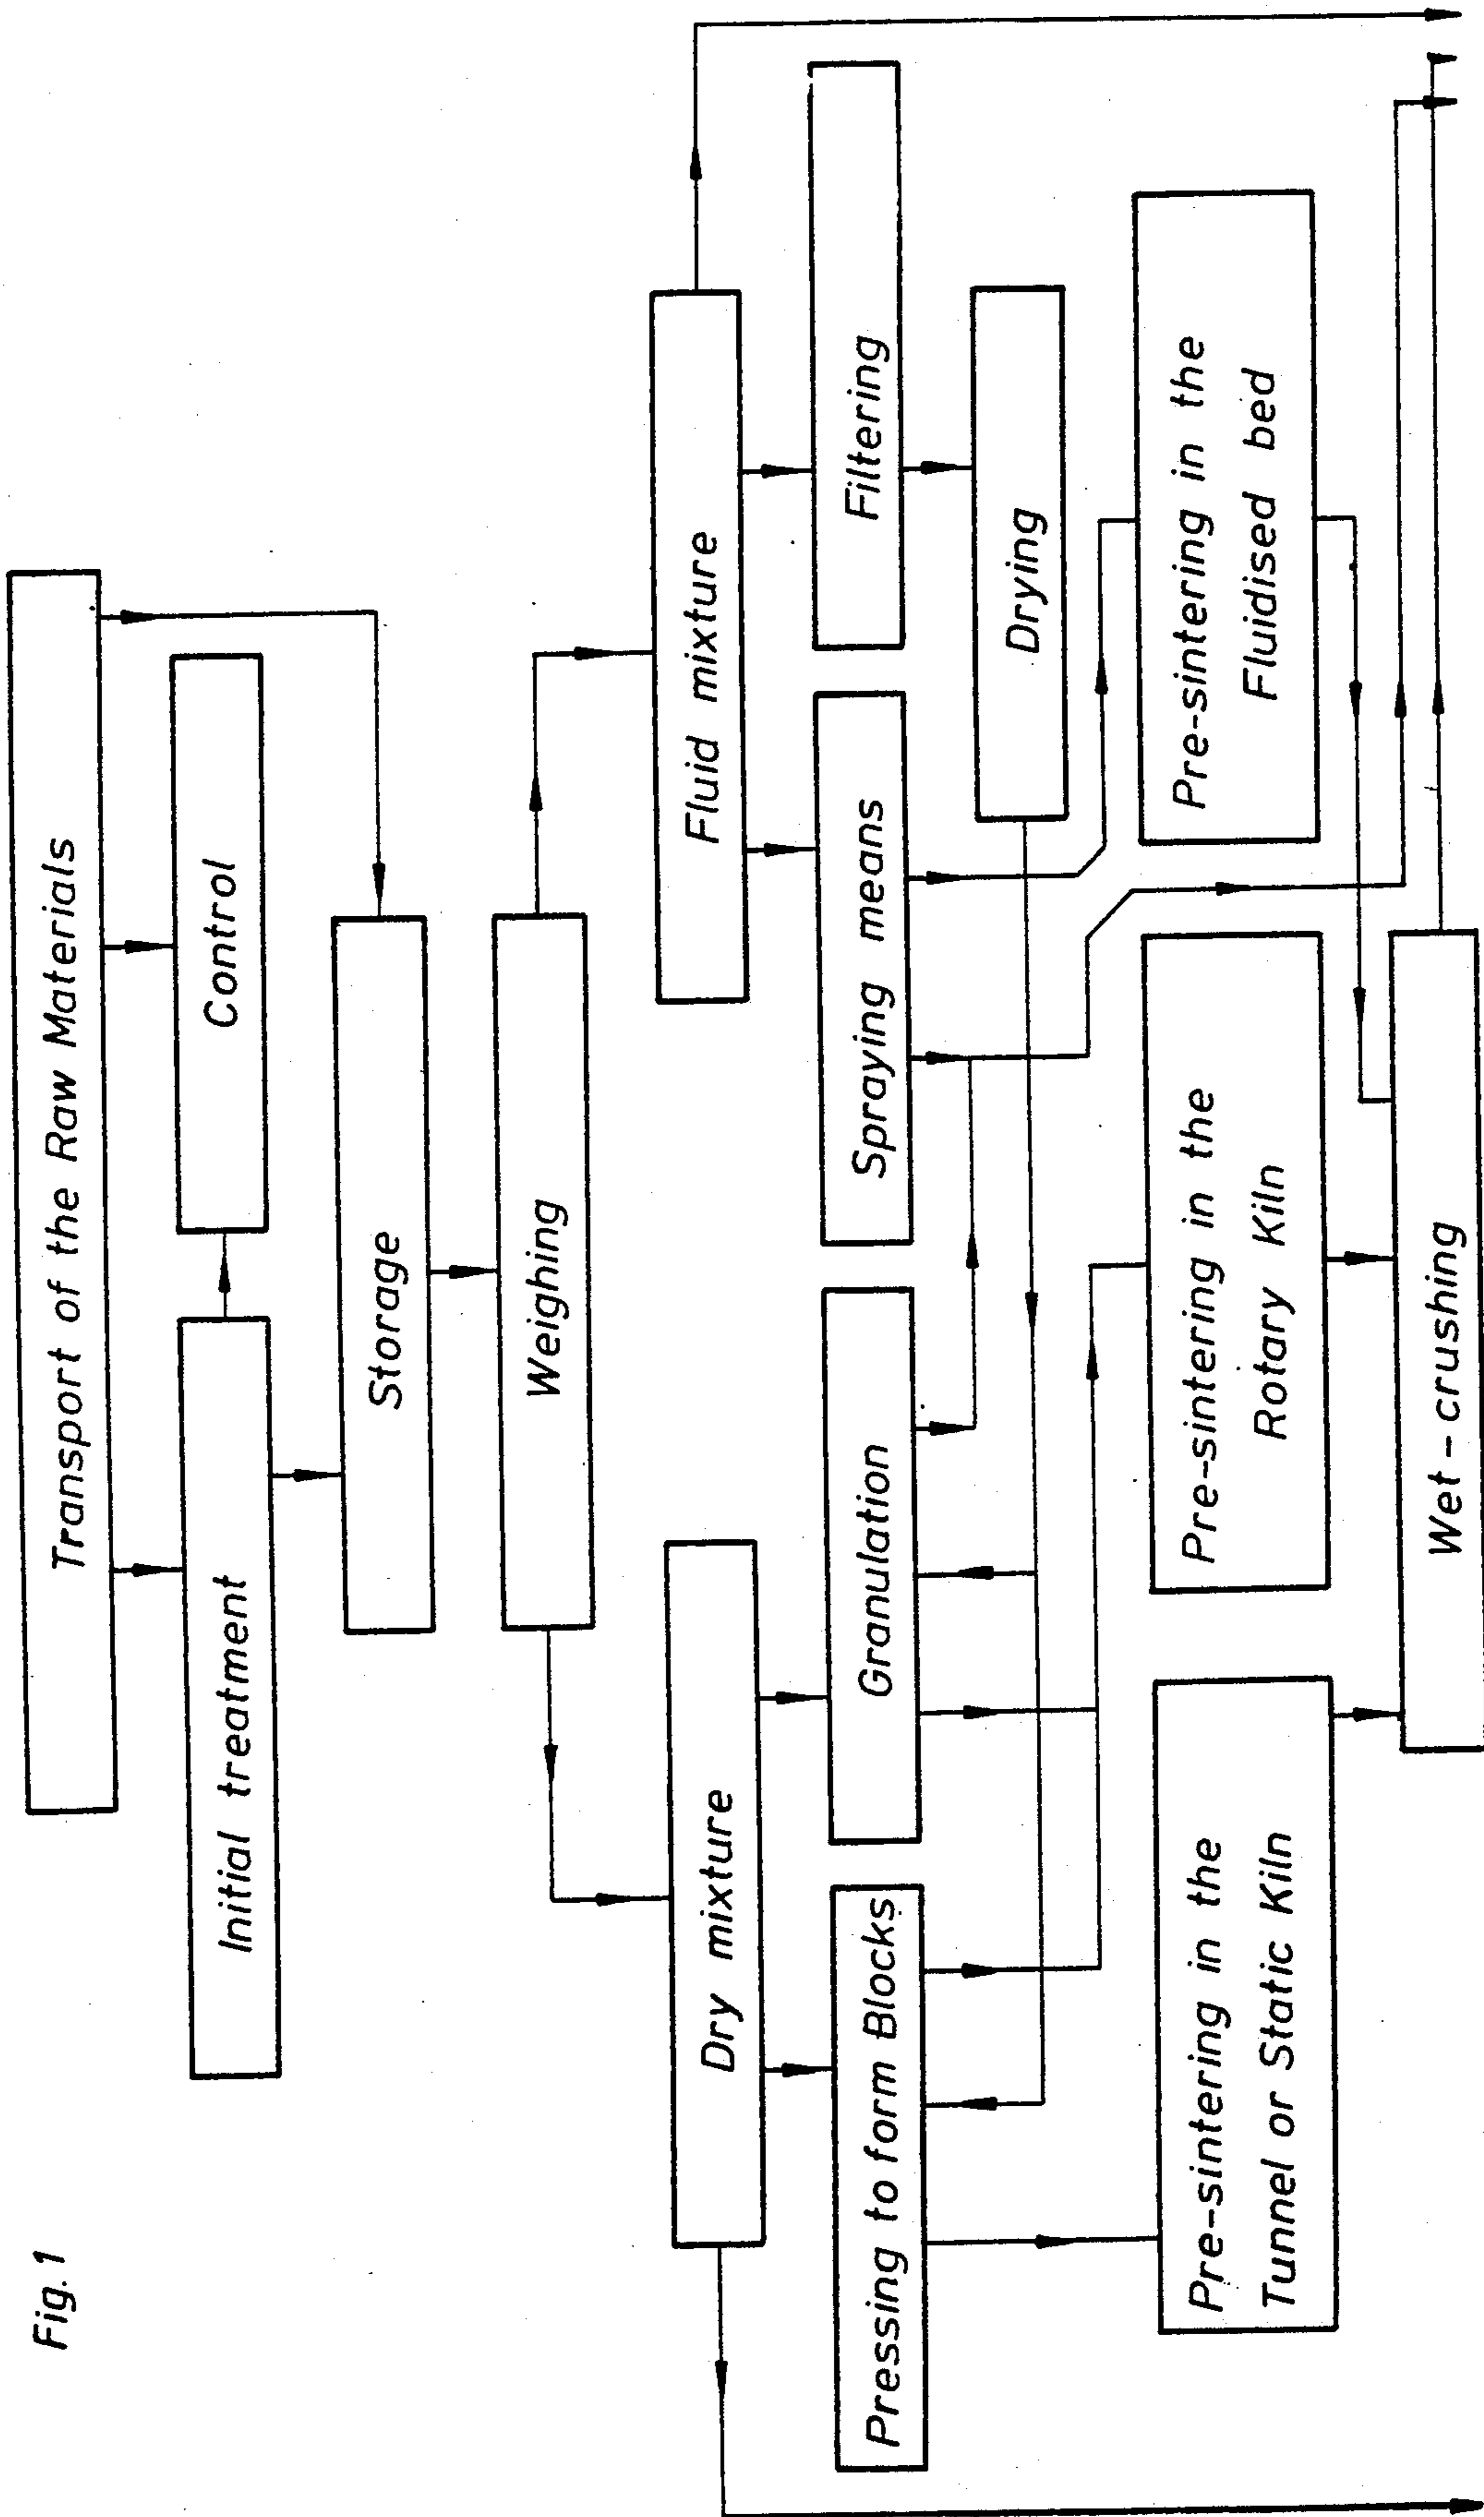 Fig. 1
Transport of the Raw Materials
Initial treatment
Control
Storage
Weighing
Dry mixture
Fluid mixture
Pressing to form Blocks
Granulation
Spraying means
Filtering
Drying
Pre-sintering in the
Tunnel or Static Kiln
Pre-sintering in the
Rotary Kiln
Pre-sintering in the
Fluidised bed
Wet-crushing